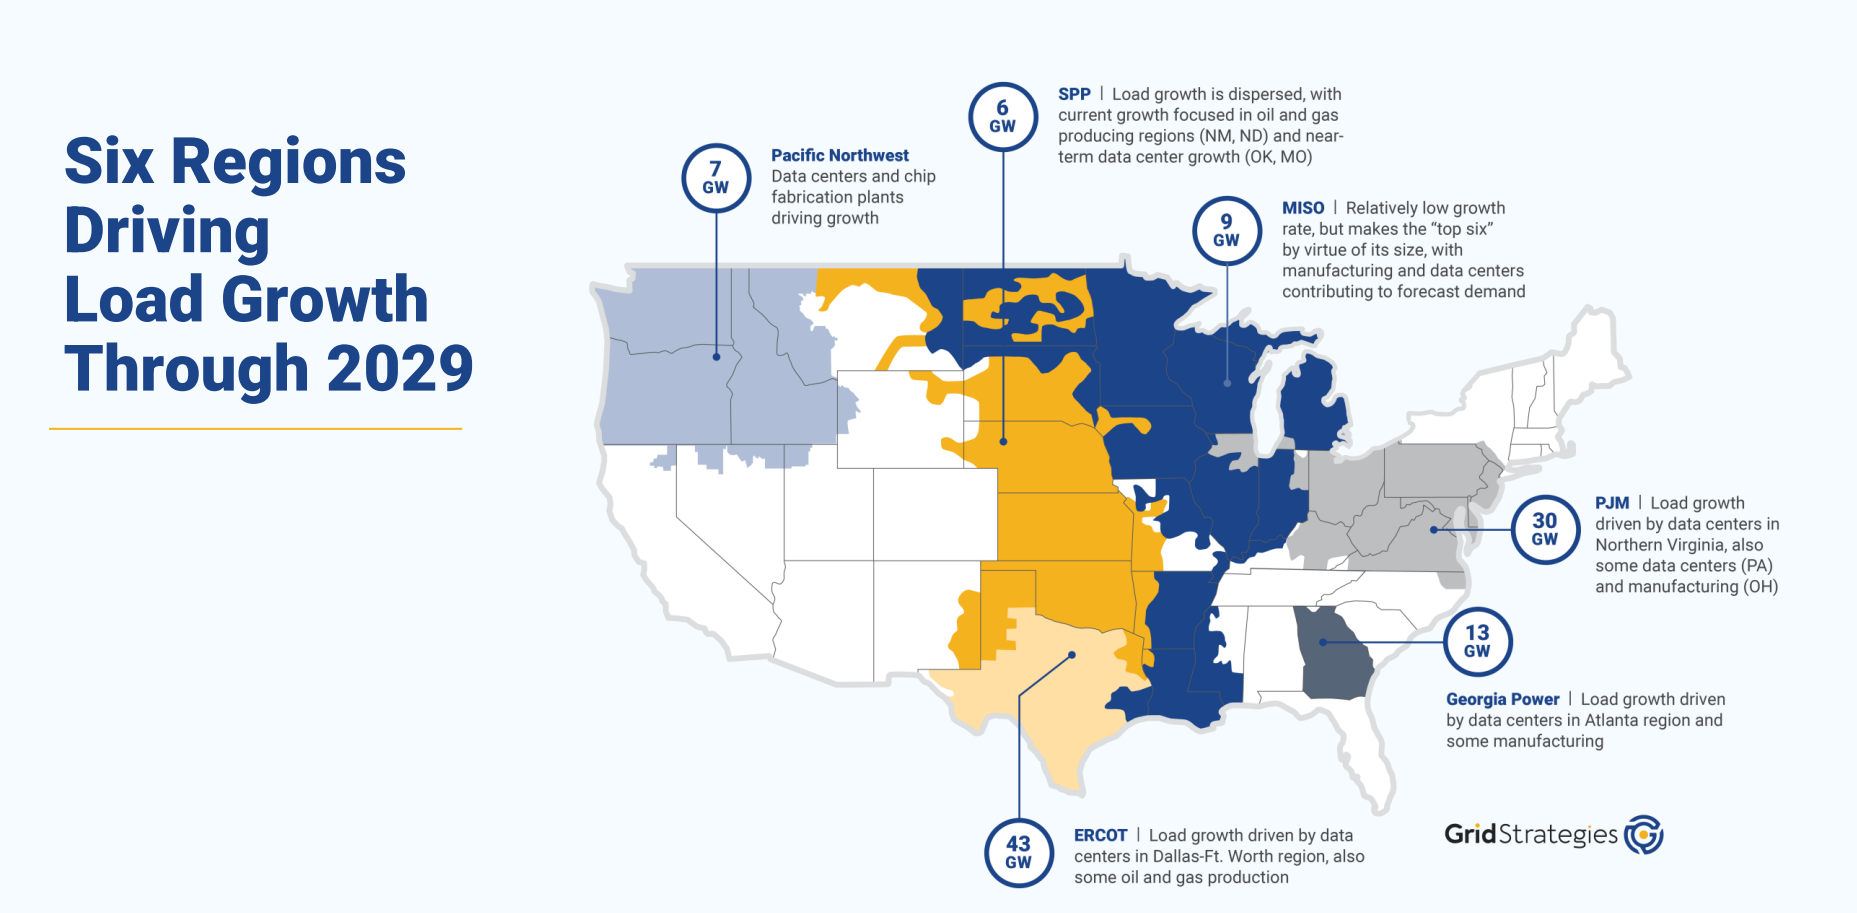 Six Regions
Driving
Load Growth
Through 2029
6
GW
SPP | Load growth is dispersed, with
current growth focused in oil and gas
producing regions (NM, ND) and near-
term data center growth (OK, MO)
7
GW
Pacific Northwest
Data centers and chip
fabrication plants
driving growth
9
GW
MISO | Relatively low growth
rate, but makes the “top six”
by virtue of its size, with
manufacturing and data centers
contributing to forecast demand
30
GW
PJM | Load growth
driven by data centers in
Northern Virginia, also
some data centers (PA)
and manufacturing (OH)
13
GW
Georgia Power | Load growth driven
by data centers in Atlanta region and
some manufacturing
43
GW
ERCOT | Load growth driven by data
centers in Dallas-Ft. Worth region, also
some oil and gas production
GridStrategies